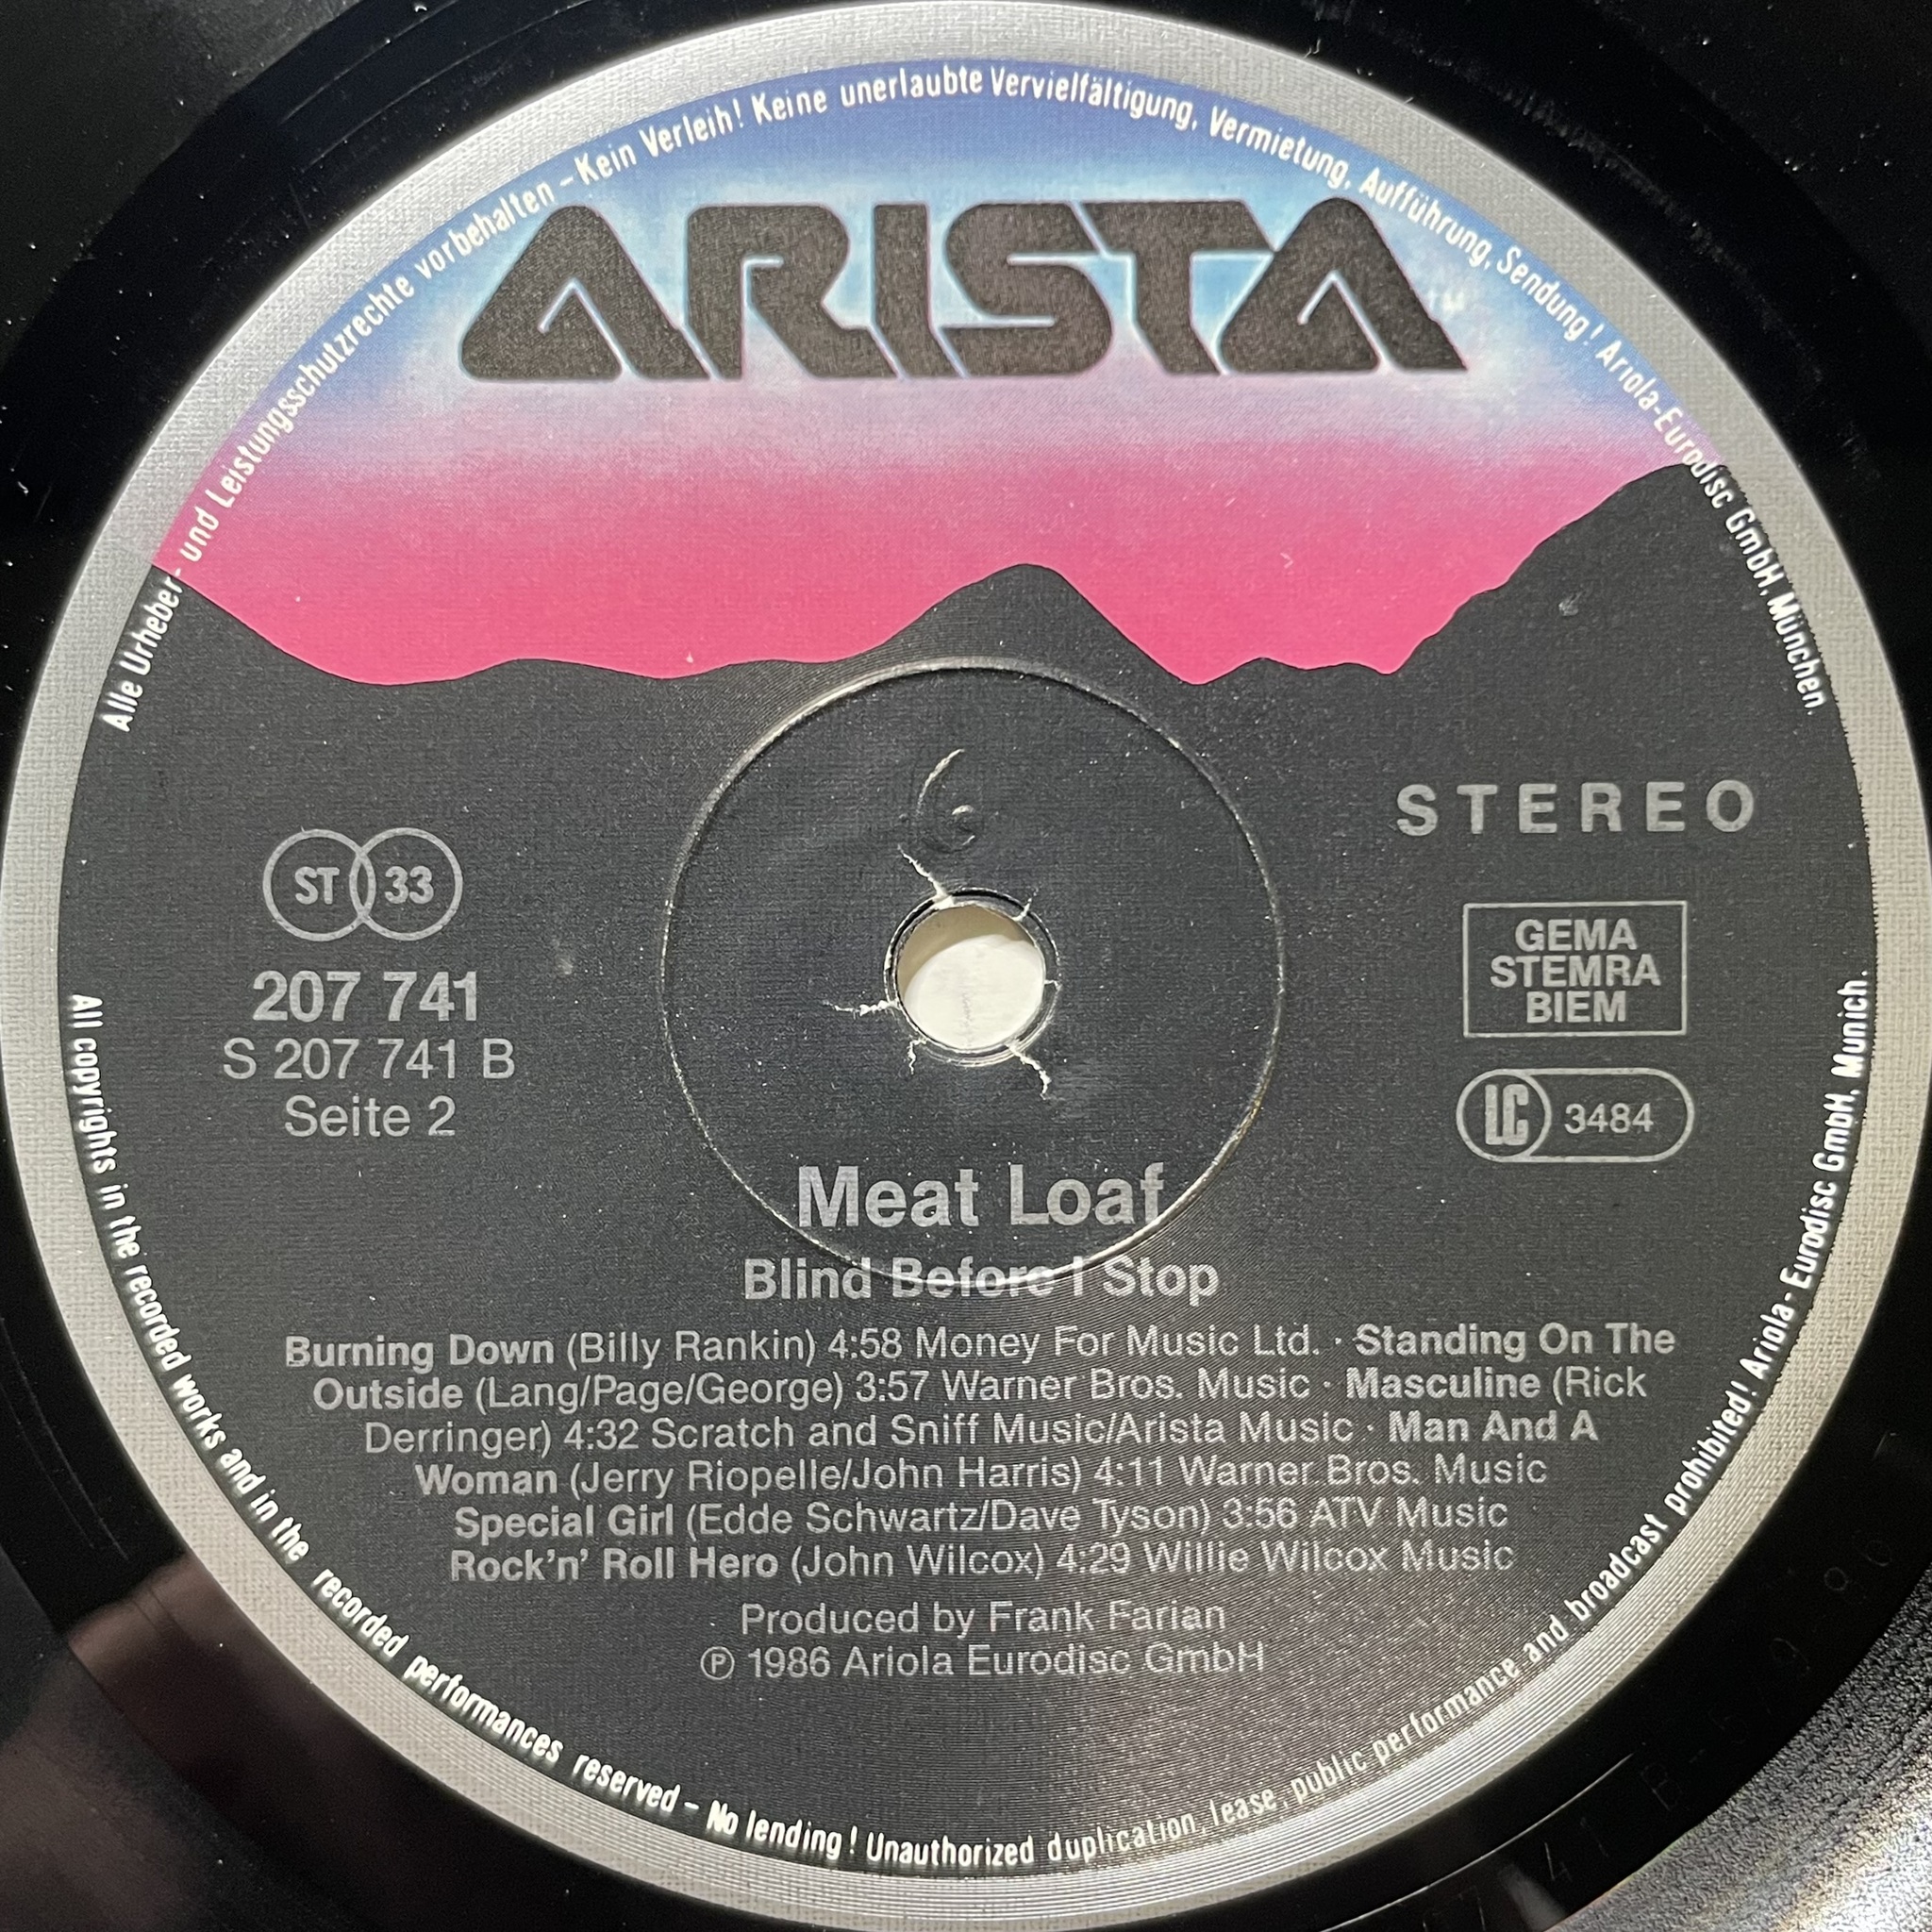 Alle Urheber- und Leistungsschutzrechte vorbehalten – Kein Verleih! Keine unerlaubte Vervielfältigung, Vermietung, Aufführung, Sendung! Ariola-Eurodisc GmbH, München.
ARISTA
STEREO
ST 33
207 741
S 207 741 B
Seite 2
GEMA
STEMRA
BIEM
LC 3484
Meat Loaf
Blind Before I Stop
Burning Down (Billy Rankin) 4:58 Money For Music Ltd. · Standing On The
Outside (Lang/Page/George) 3:57 Warner Bros. Music · Masculine (Rick
Derringer) 4:32 Scratch and Sniff Music/Arista Music · Man And A
Woman (Jerry Riopelle/John Harris) 4:11 Warner Bros. Music
Special Girl (Edde Schwartz/Dave Tyson) 3:56 ATV Music
Rock'n' Roll Hero (John Wilcox) 4:29 Willie Wilcox Music
Produced by Frank Farian
℗ 1986 Ariola Eurodisc GmbH
All copyrights in the recorded works and in the recorded performances reserved – No lending! Unauthorized duplication, lease, public performance and broadcast prohibited! Ariola-Eurodisc GmbH, Munich.